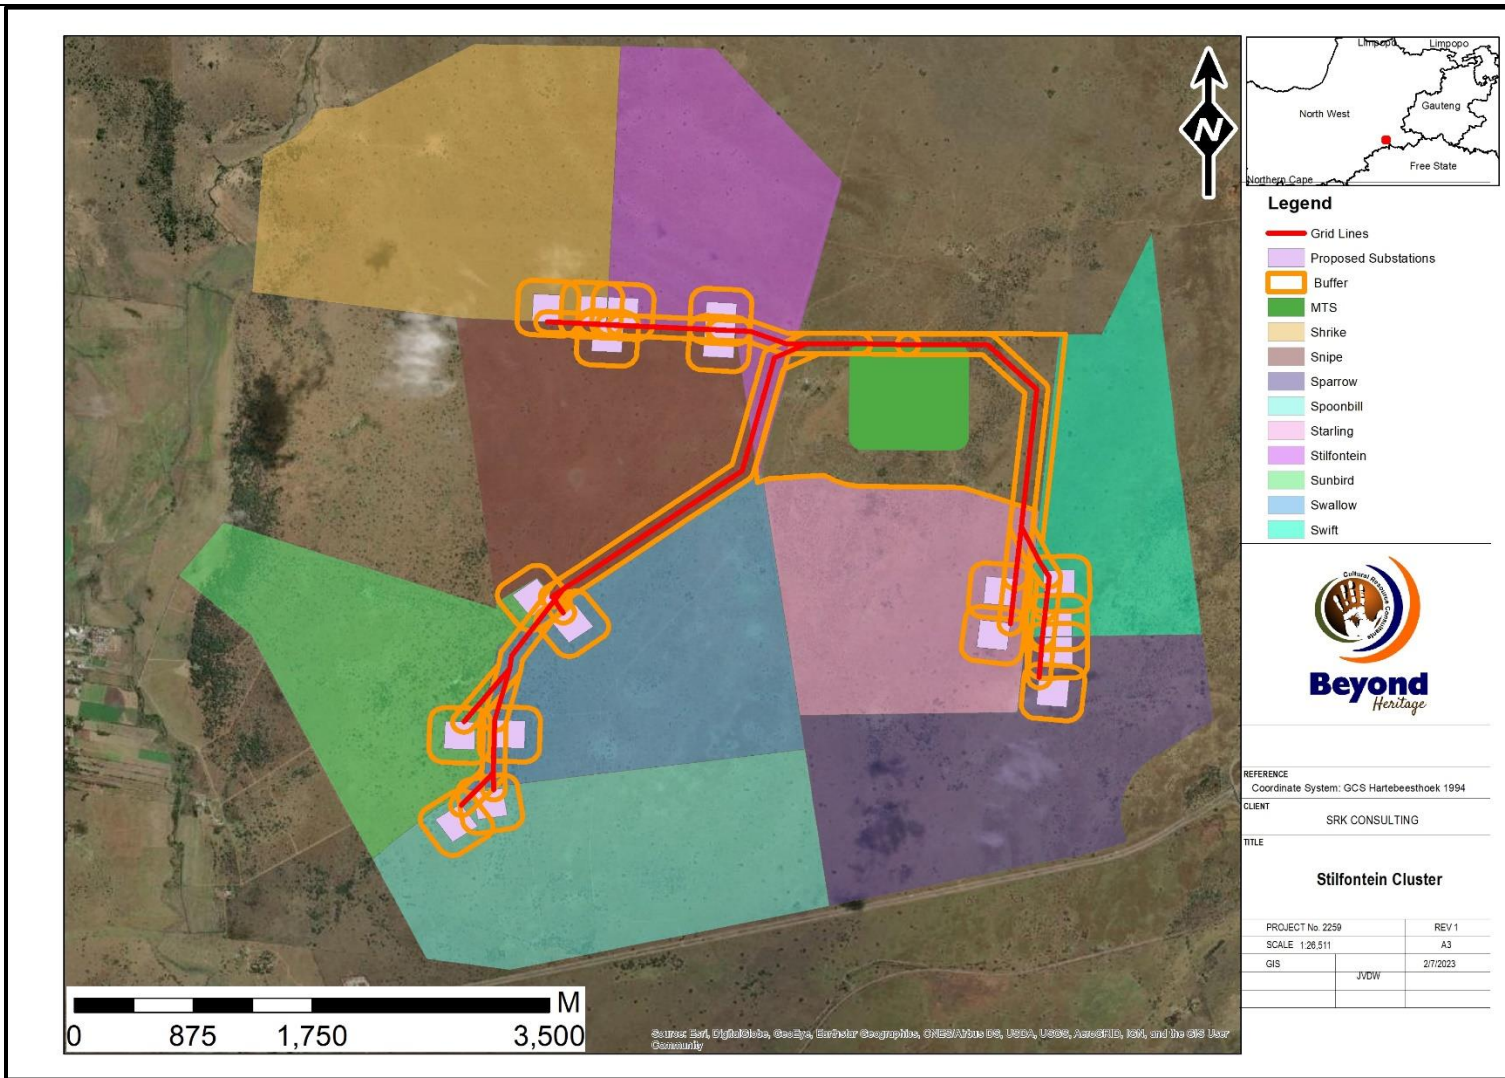 N
Limpopo Limpopo
North West
Gauteng
Free State
Northern Cape
Legend
Grid Lines
Proposed Substations
Buffer
MTS
Shrike
Snipe
Sparrow
Spoonbill
Starling
Stilfontein
Sunbird
Swallow
Swift
Cultural Resource Consultants
Beyond
Heritage
REFERENCE
Coordinate System: GCS Hartebeesthoek 1994
CLIENT
SRK CONSULTING
TITLE
Stilfontein Cluster
PROJECT No. 2259 REV 1
SCALE 1:26,511 A3
GIS 2/7/2023
JVDW
M
0 875 1,750 3,500
Source: Esri, DigitalGlobe, GeoEye, Earthstar Geographics, CNES/Airbus DS, USDA, USGS, AeroGRID, IGN, and the GIS User
Community